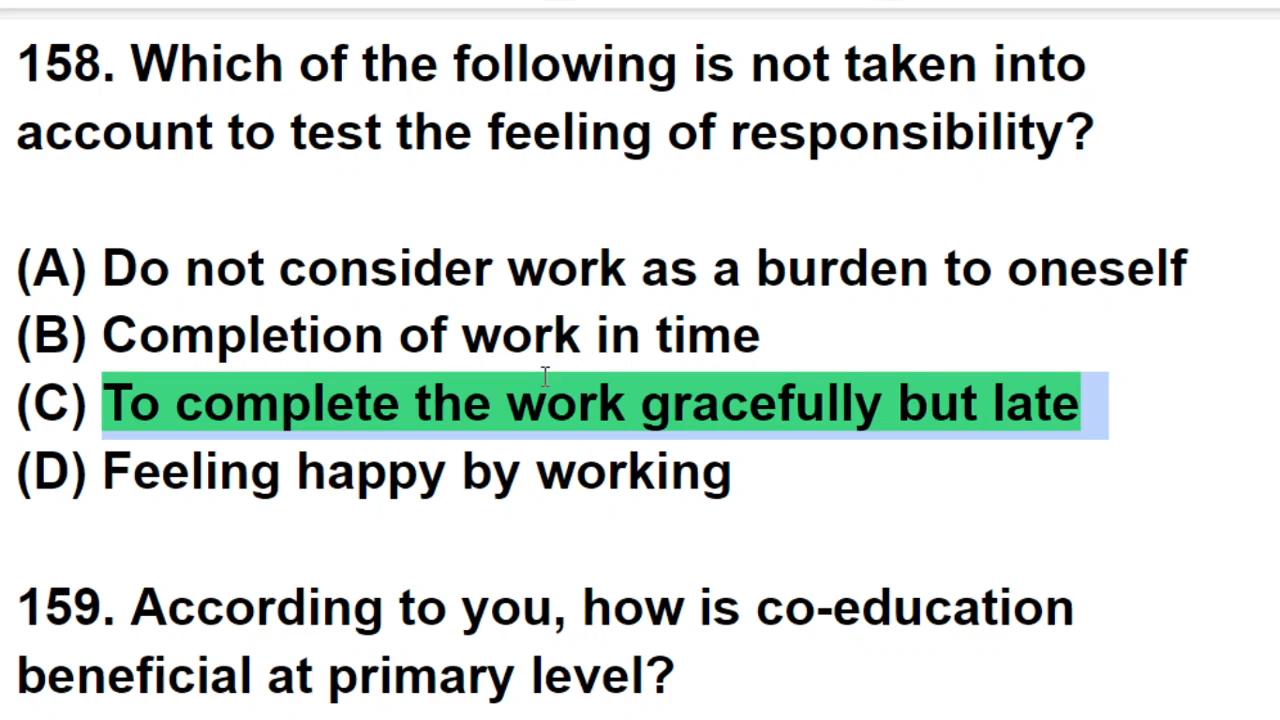 158. Which of the following is not taken into
account to test the feeling of responsibility?
(A) Do not consider work as a burden to oneself
(B) Completion of work in time
(C) To complete the work gracefully but late
(D) Feeling happy by working
159. According to you, how is co-education
beneficial at primary level?